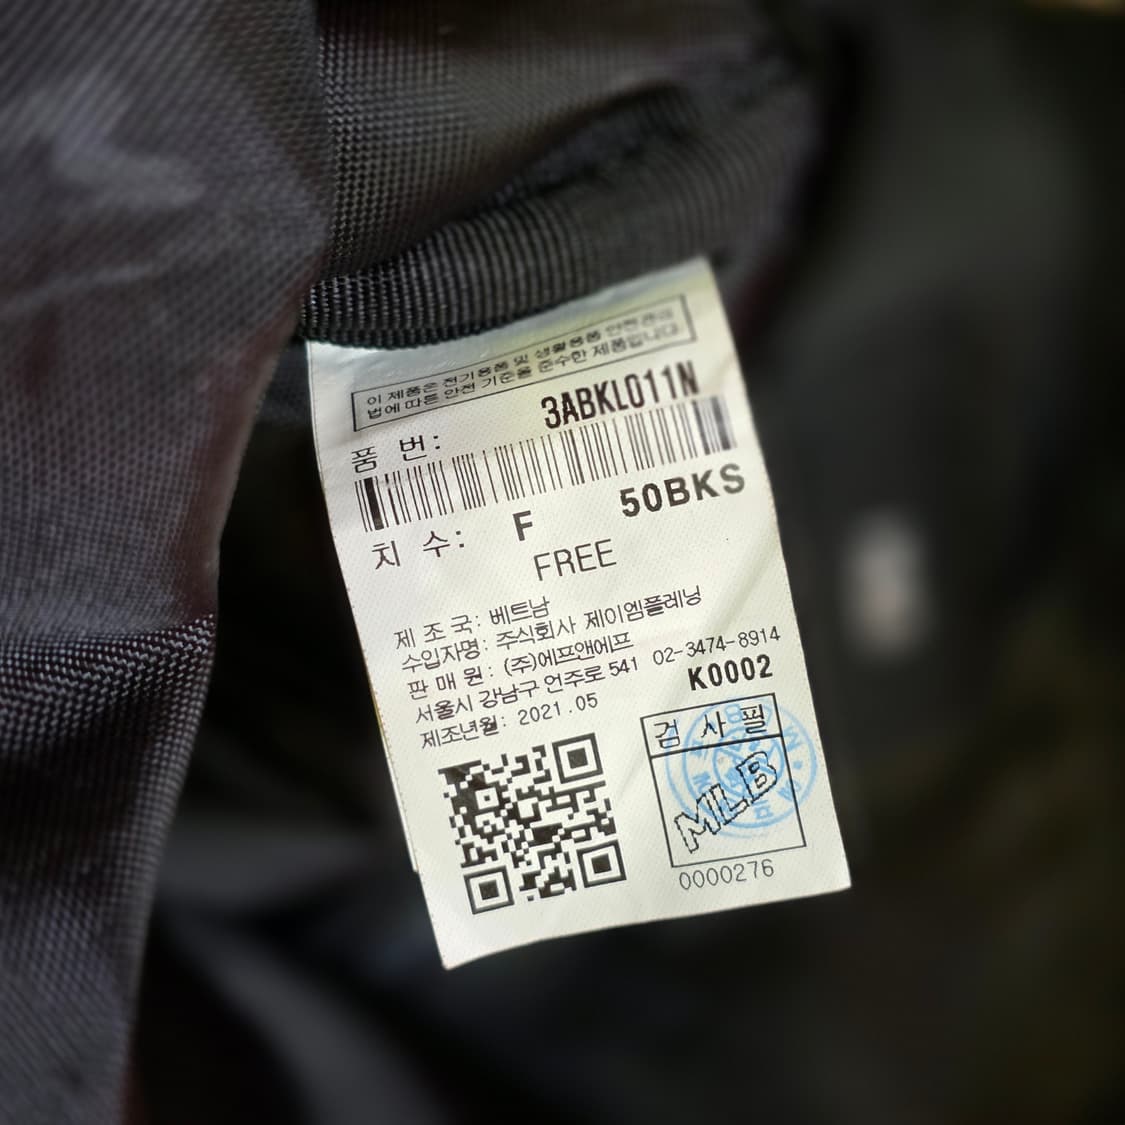 이 제품은 전기용품 및 생활용품 안전관리
법에 따른 안전 기준을 준수한 제품입니다.
품 번: 3ABKL011N
치 수: F 50BKS
FREE
제 조 국: 베트남
수입자명: 주식회사 제이엠플레닝
판 매 원: (주)에프앤에프
서울시 강남구 언주로 541 02-3474-8914
제조년월: 2021.05 K0002
검 사 필
MLB
0000276